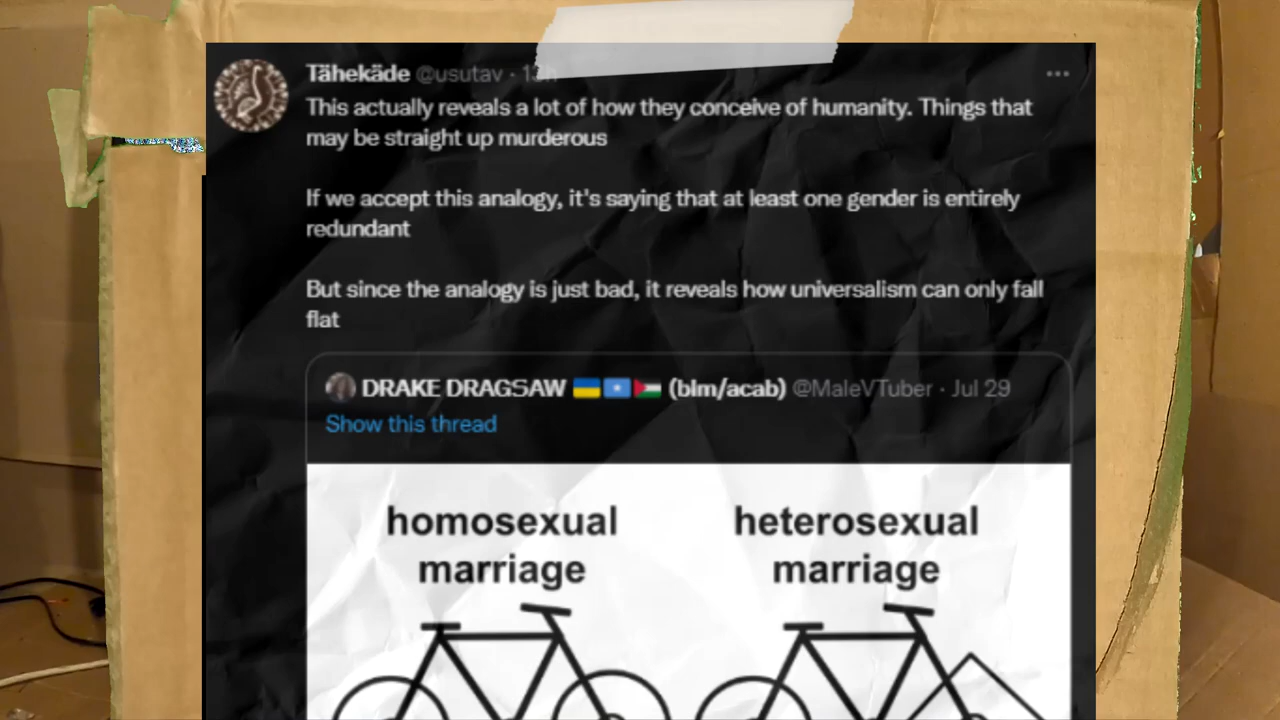 Tähekäde @usutav · 13h
This actually reveals a lot of how they conceive of humanity. Things that
may be straight up murderous
If we accept this analogy, it's saying that at least one gender is entirely
redundant
But since the analogy is just bad, it reveals how universalism can only fall
flat
DRAKE DRAGSAW 🇺🇦🇸🇴🇵🇸 (blm/acab) @MaleVTuber · Jul 29
Show this thread
homosexual heterosexual
marriage marriage